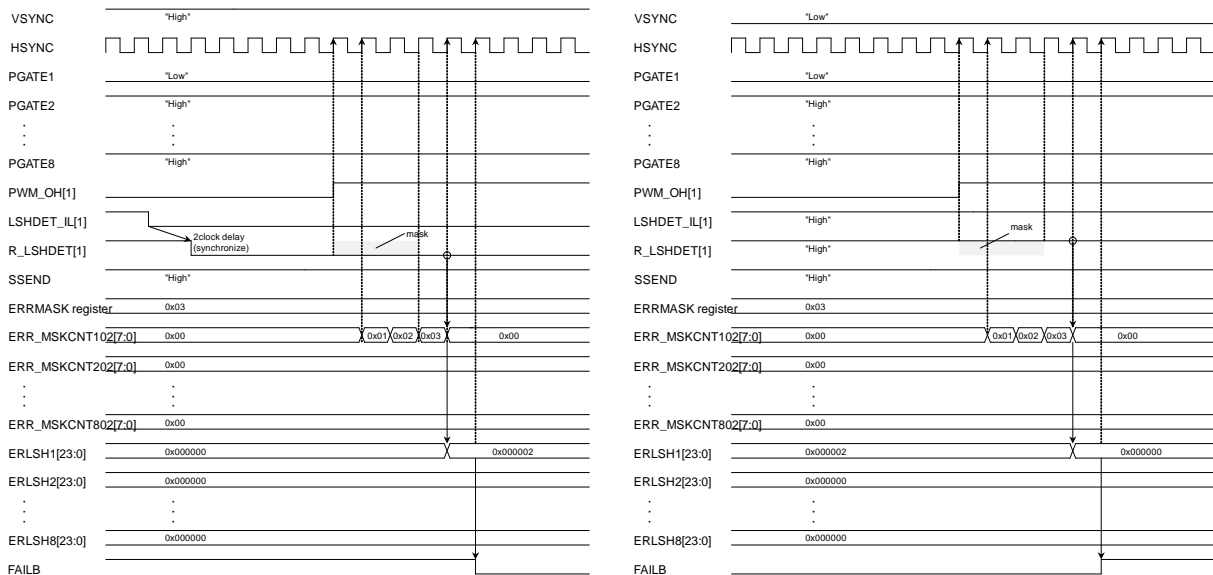 VSYNC "High"
HSYNC
PGATE1 "Low"
PGATE2 "High"
PGATE8 "High"
PWM_OH[1]
LSHDET_IL[1]
2clock delay
(synchronize)
mask
R_LSHDET[1]
SSEND "High"
ERRMASK register 0x03
ERR_MSKCNT102[7:0] 0x00 0x01 0x02 0x03 0x00
ERR_MSKCNT202[7:0] 0x00
ERR_MSKCNT802[7:0] 0x00
ERLSH1[23:0] 0x000000 0x000002
ERLSH2[23:0] 0x000000
ERLSH8[23:0] 0x000000
FAILB
VSYNC "Low"
HSYNC
PGATE1 "Low"
PGATE2 "High"
PGATE8 "High"
PWM_OH[1]
LSHDET_IL[1] "High"
mask
R_LSHDET[1] "High"
SSEND "High"
ERRMASK register 0x03
ERR_MSKCNT102[7:0] 0x00 0x01 0x02 0x03 0x00
ERR_MSKCNT202[7:0] 0x00
ERR_MSKCNT802[7:0] 0x00
ERLSH1[23:0] 0x000002 0x000000
ERLSH2[23:0] 0x000000
ERLSH8[23:0] 0x000000
FAILB